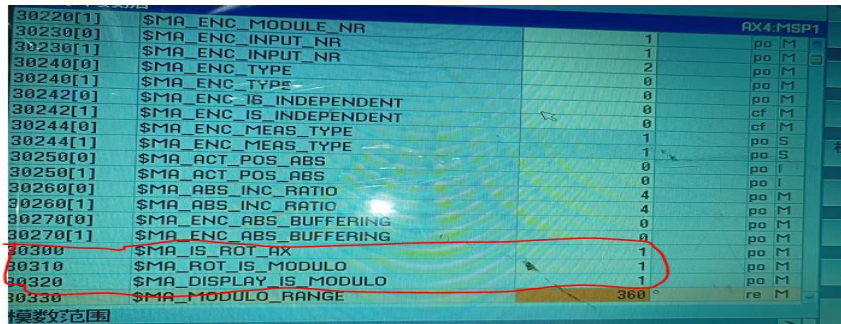 AX4:MSP1
30220[1] $MA_ENC_MODULE_NR 1 po M
30230[0] $MA_ENC_INPUT_NR 1 po M
30230[1] $MA_ENC_INPUT_NR 2 po M
30240[0] $MA_ENC_TYPE 0 po M
30240[1] $MA_ENC_TYPE 0 po M
30242[0] $MA_ENC_IS_INDEPENDENT 0 cf M
30242[1] $MA_ENC_IS_INDEPENDENT 0 cf M
30244[0] $MA_ENC_MEAS_TYPE 1 po S
30244[1] $MA_ENC_MEAS_TYPE 1 po S
30250[0] $MA_ACT_POS_ABS 0 po I
30250[1] $MA_ACT_POS_ABS 0 po I
30260[0] $MA_ABS_INC_RATIO 4 po M
30260[1] $MA_ABS_INC_RATIO 4 po M
30270[0] $MA_ENC_ABS_BUFFERING 0 po M
30270[1] $MA_ENC_ABS_BUFFERING 0 po M
30300 $MA_IS_ROT_AX 1 po M
30310 $MA_ROT_IS_MODULO 1 po M
30320 $MA_DISPLAY_IS_MODULO 1 po M
30330 $MA_MODULO_RANGE 360 ° re M
模数范围